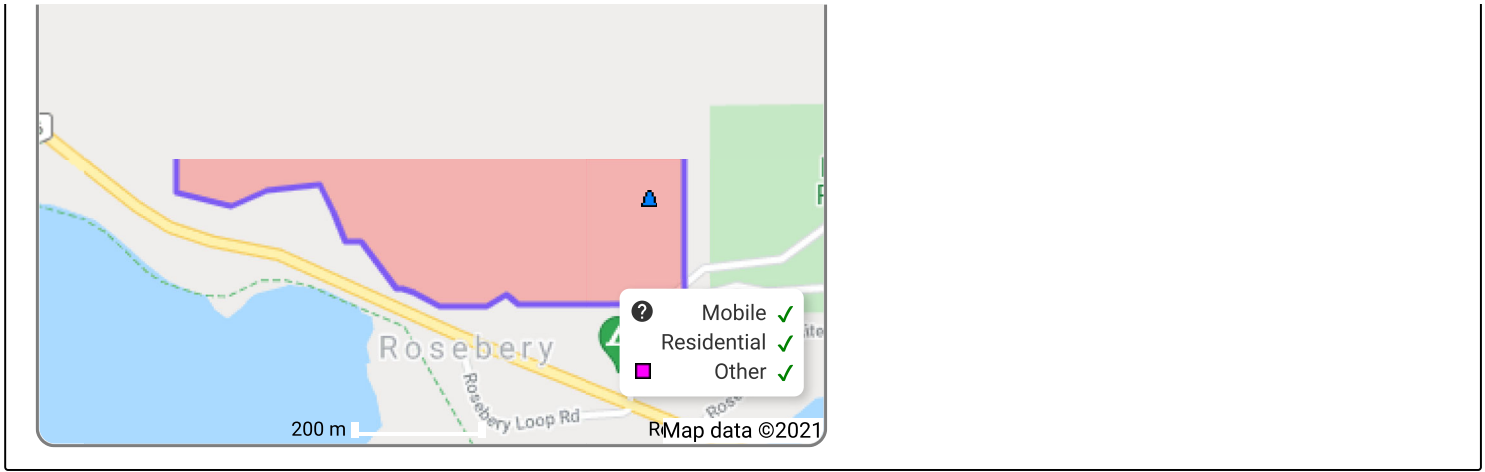 ?
Mobile ✓
Residential ✓
Other ✓
Rosebery
Rosebery Loop Rd
200 m
Map data ©2021